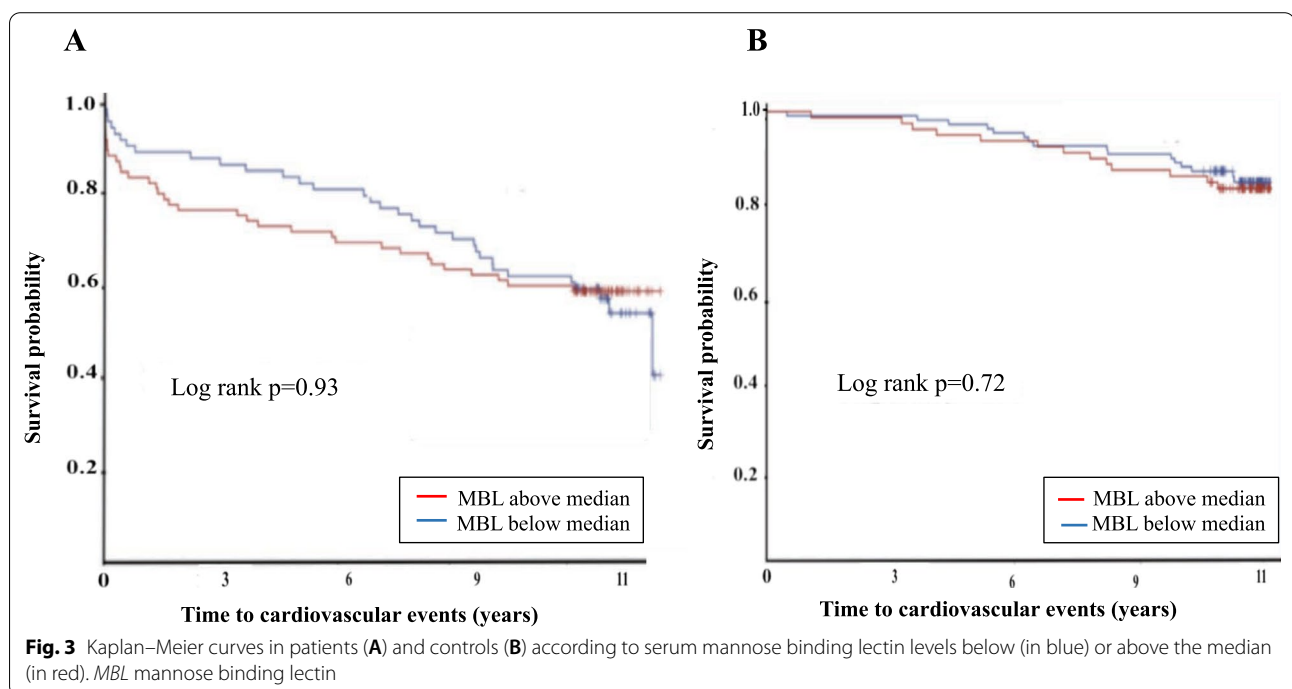 A
1.0
0.8
0.6
0.4
0.2
0
3
6
9
11
Survival probability
Log rank p=0.93
MBL above median
MBL below median
Time to cardiovascular events (years)
B
1.0
0.8
0.6
0.4
0.2
0
3
6
9
11
Survival probability
Log rank p=0.72
MBL above median
MBL below median
Time to cardiovascular events (years)
Fig. 3 Kaplan–Meier curves in patients (A) and controls (B) according to serum mannose binding lectin levels below (in blue) or above the median
(in red). MBL mannose binding lectin